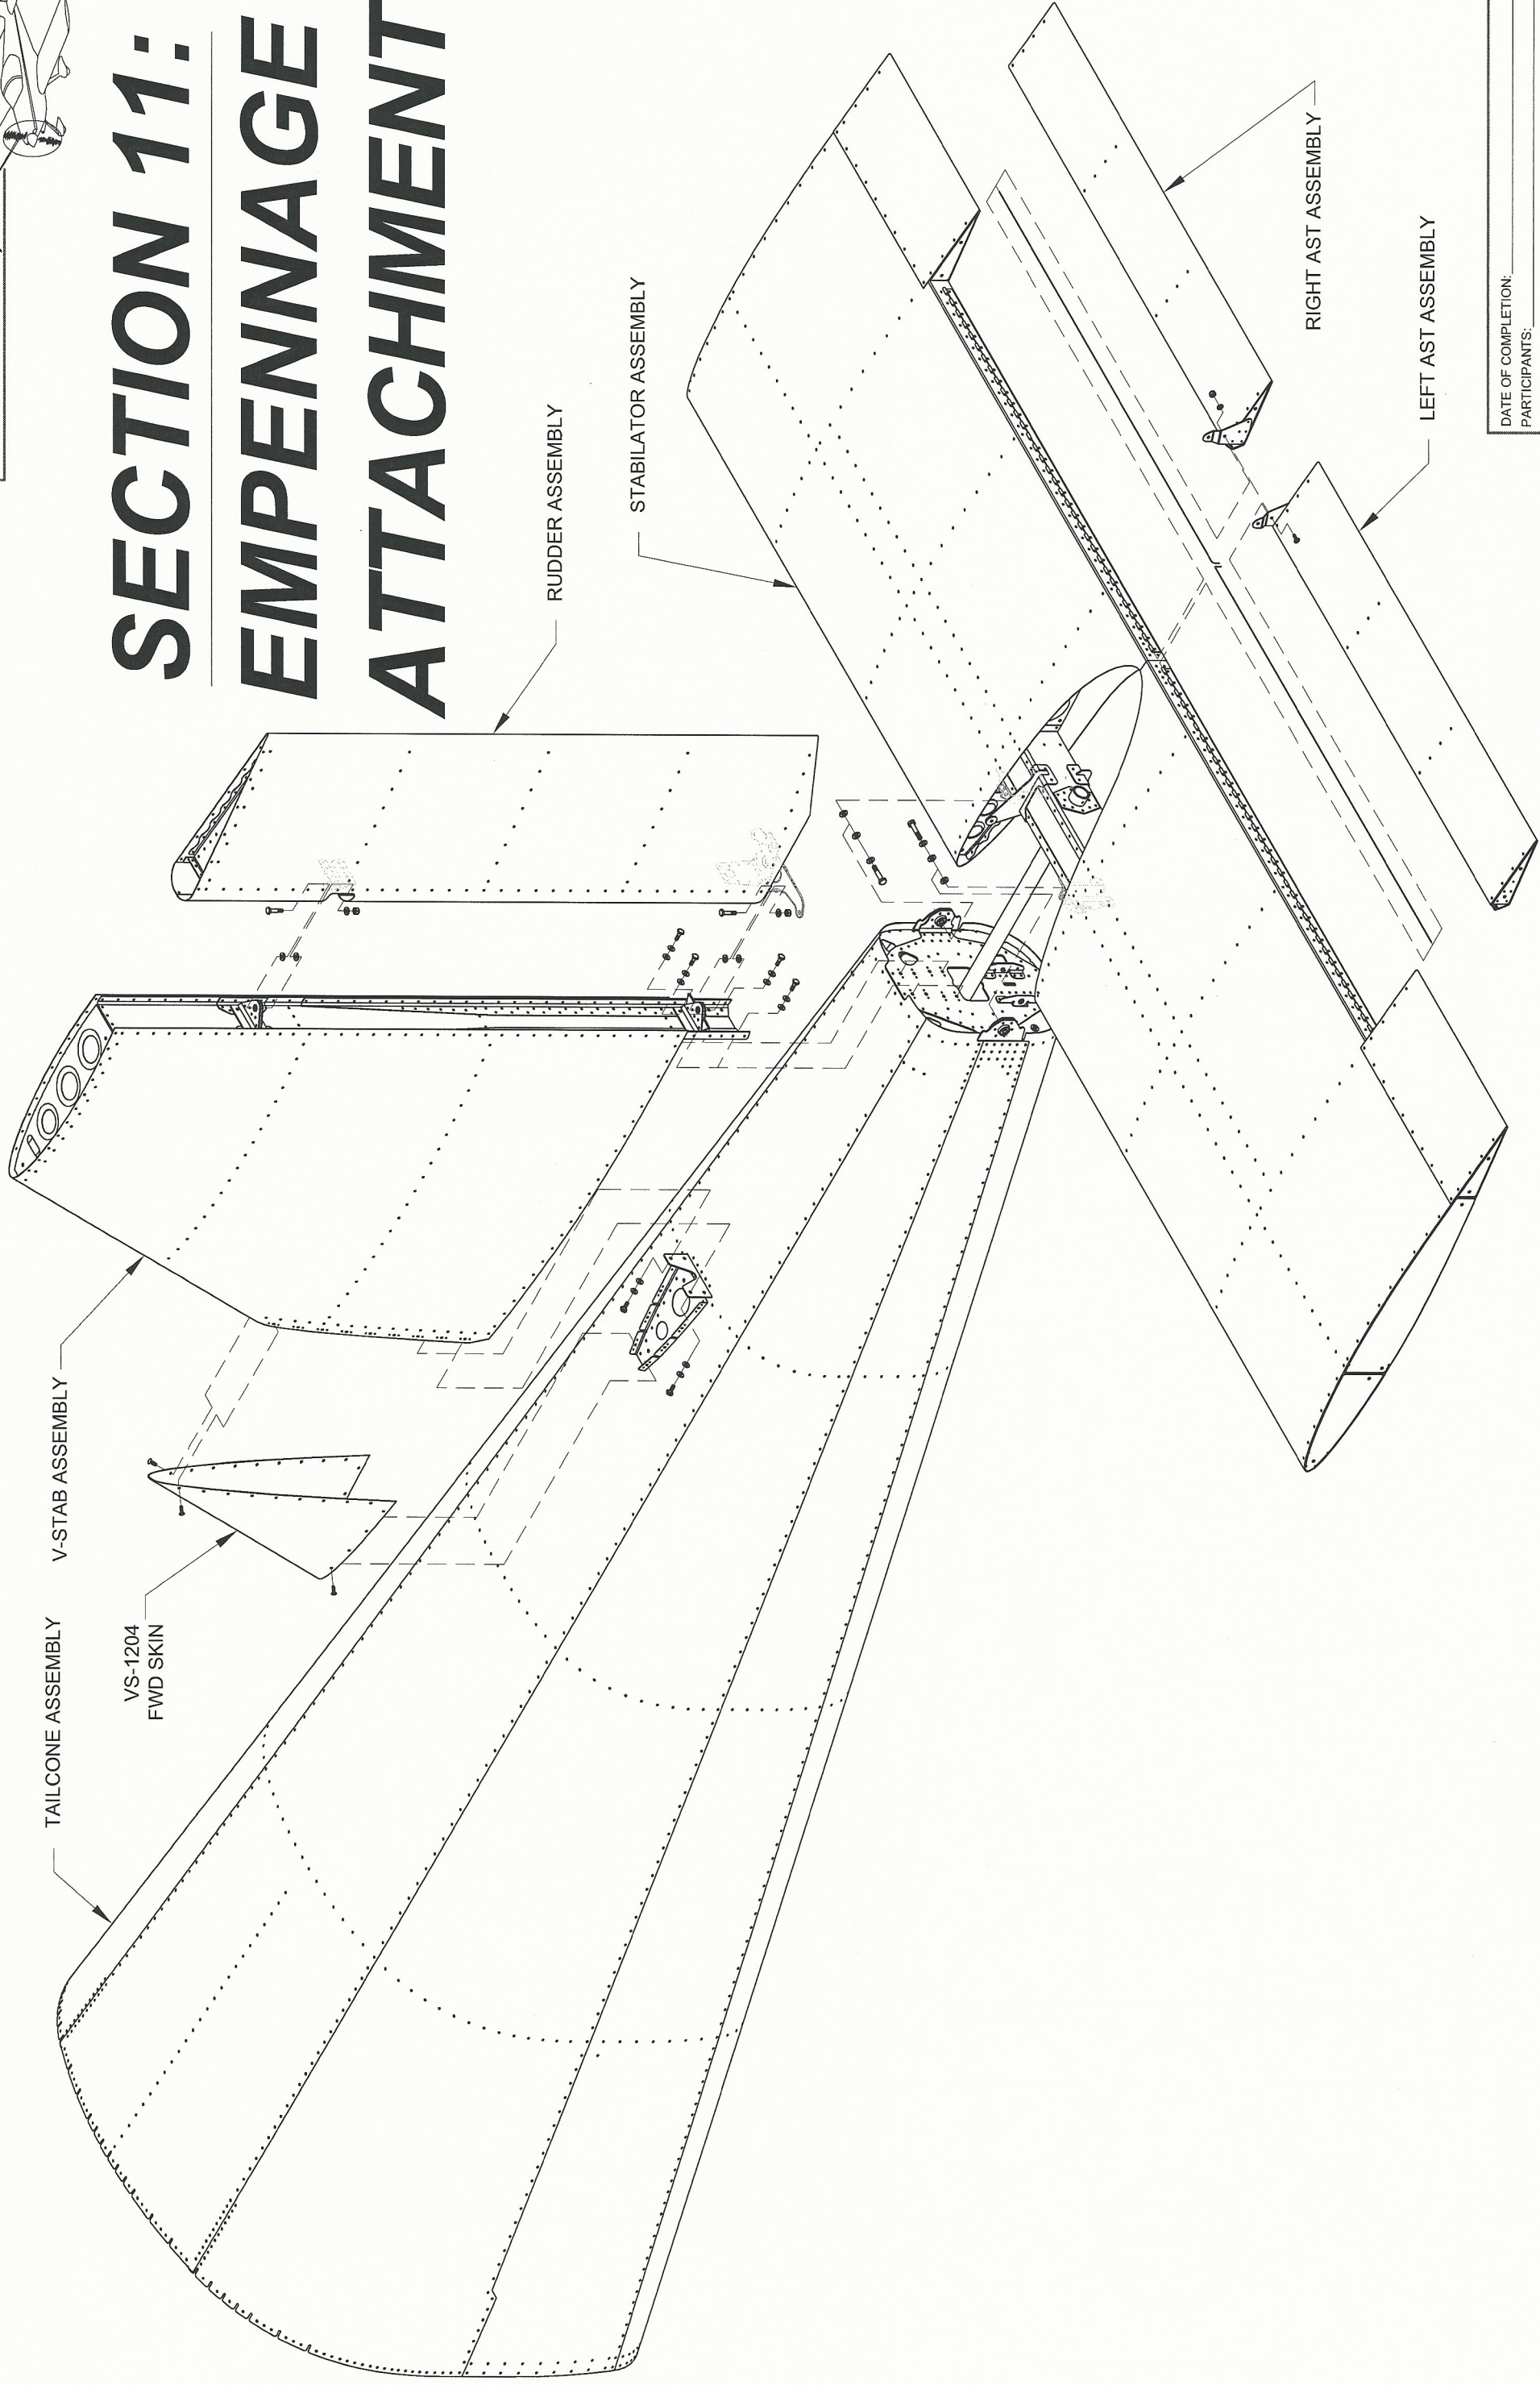 SECTION 11:
EMPENNAGE
ATTACHMENT
TAILCONE ASSEMBLY
V-STAB ASSEMBLY
VS-1204
FWD SKIN
RUDDER ASSEMBLY
STABILATOR ASSEMBLY
RIGHT AST ASSEMBLY
LEFT AST ASSEMBLY
DATE OF COMPLETION:
PARTICIPANTS: